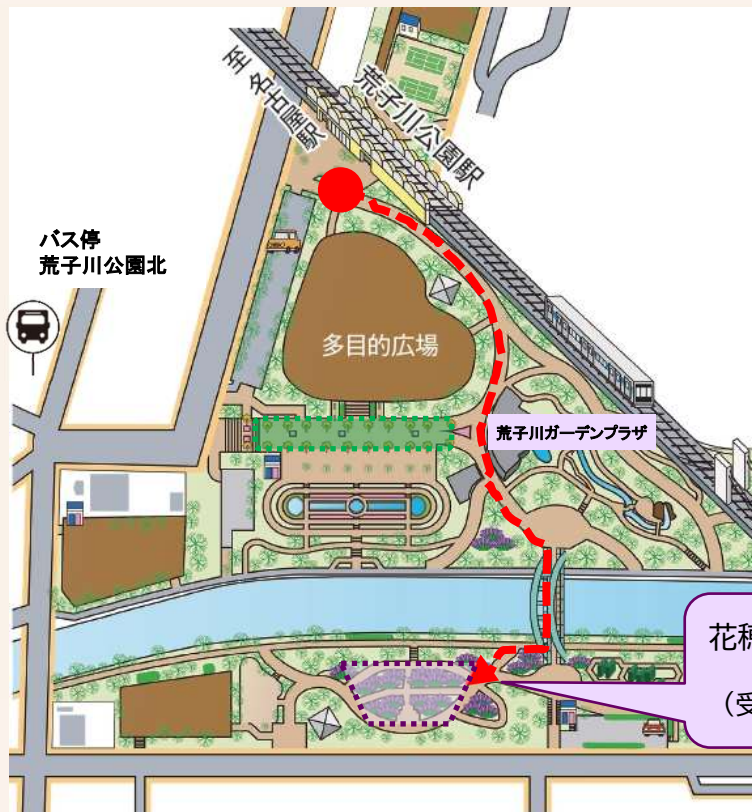 至名古屋駅
荒子川公園駅
バス停
荒子川公園北
多目的広場
荒子川ガーデンプラザ
花穂
（受